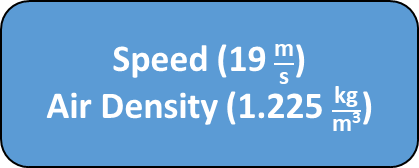 Speed (19 m/s)
Air Density (1.225 kg/m³)